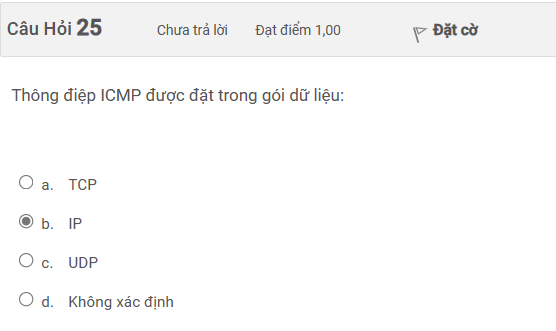 Câu Hỏi 25 Chưa trả lời Đạt điểm 1,00 Đặt cờ
Thông điệp ICMP được đặt trong gói dữ liệu:
a. TCP
b. IP
c. UDP
d. Không xác định